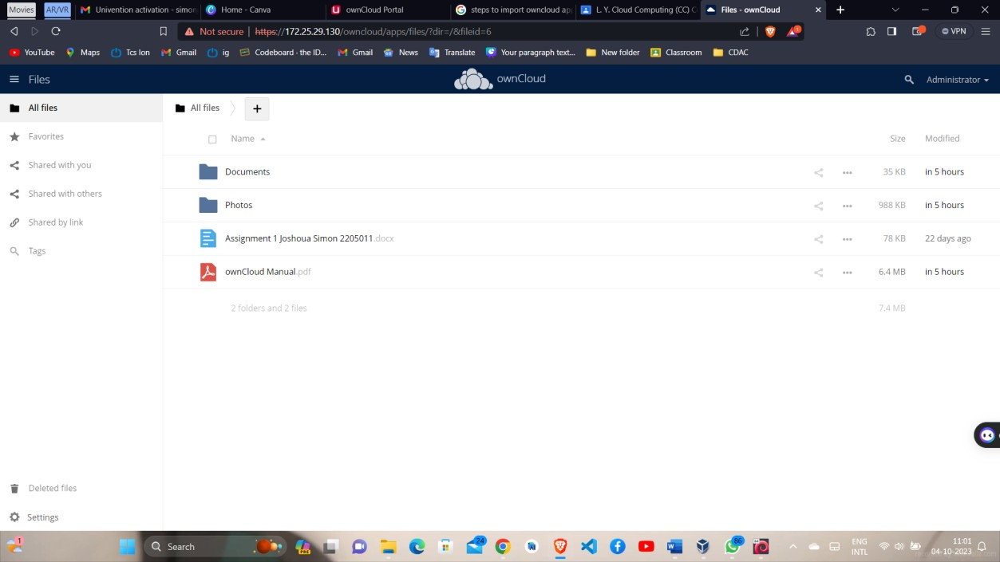 Movies AR/VR Univention activation - simon Home - Canva ownCloud Portal steps to import owncloud ap L. Y. Cloud Computing (CC) C Files - ownCloud
Not secure https://172.25.29.130/owncloud/apps/files/?dir=/&fileid=6 1 VPN
YouTube Maps Tcs Ion Gmail ig Codeboard · the ID... Gmail News Translate Your paragraph text... New folder Classroom CDAC
Files ownCloud Administrator
All files
All files +
Favorites
Name Size Modified
Shared with you
Documents ••• 35 KB in 5 hours
Shared with others
Photos ••• 988 KB in 5 hours
Shared by link
Assignment 1 Joshoua Simon 2205011.docx ••• 78 KB 22 days ago
Tags
ownCloud Manual.pdf ••• 6.4 MB in 5 hours
2 folders and 2 files 7.4 MB
Deleted files
Settings
1 Search PRE 24 86 ENG INTL 11:01
04-10-2023